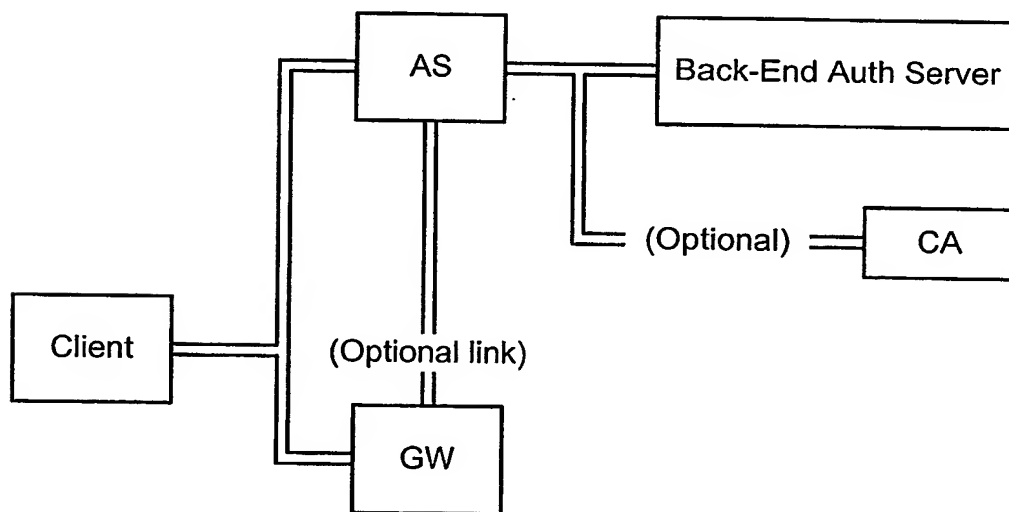 AS
Back-End Auth Server
(Optional)
CA
Client
(Optional link)
GW